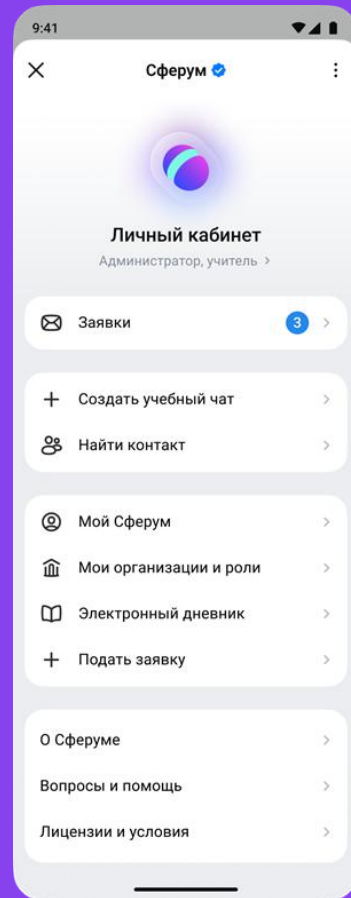 9:41
Сферум
Личный кабинет
Администратор, учитель
Заявки 3
Создать учебный чат
Найти контакт
Мой Сферум
Мои организации и роли
Электронный дневник
Подать заявку
О Сферуме
Вопросы и помощь
Лицензии и условия